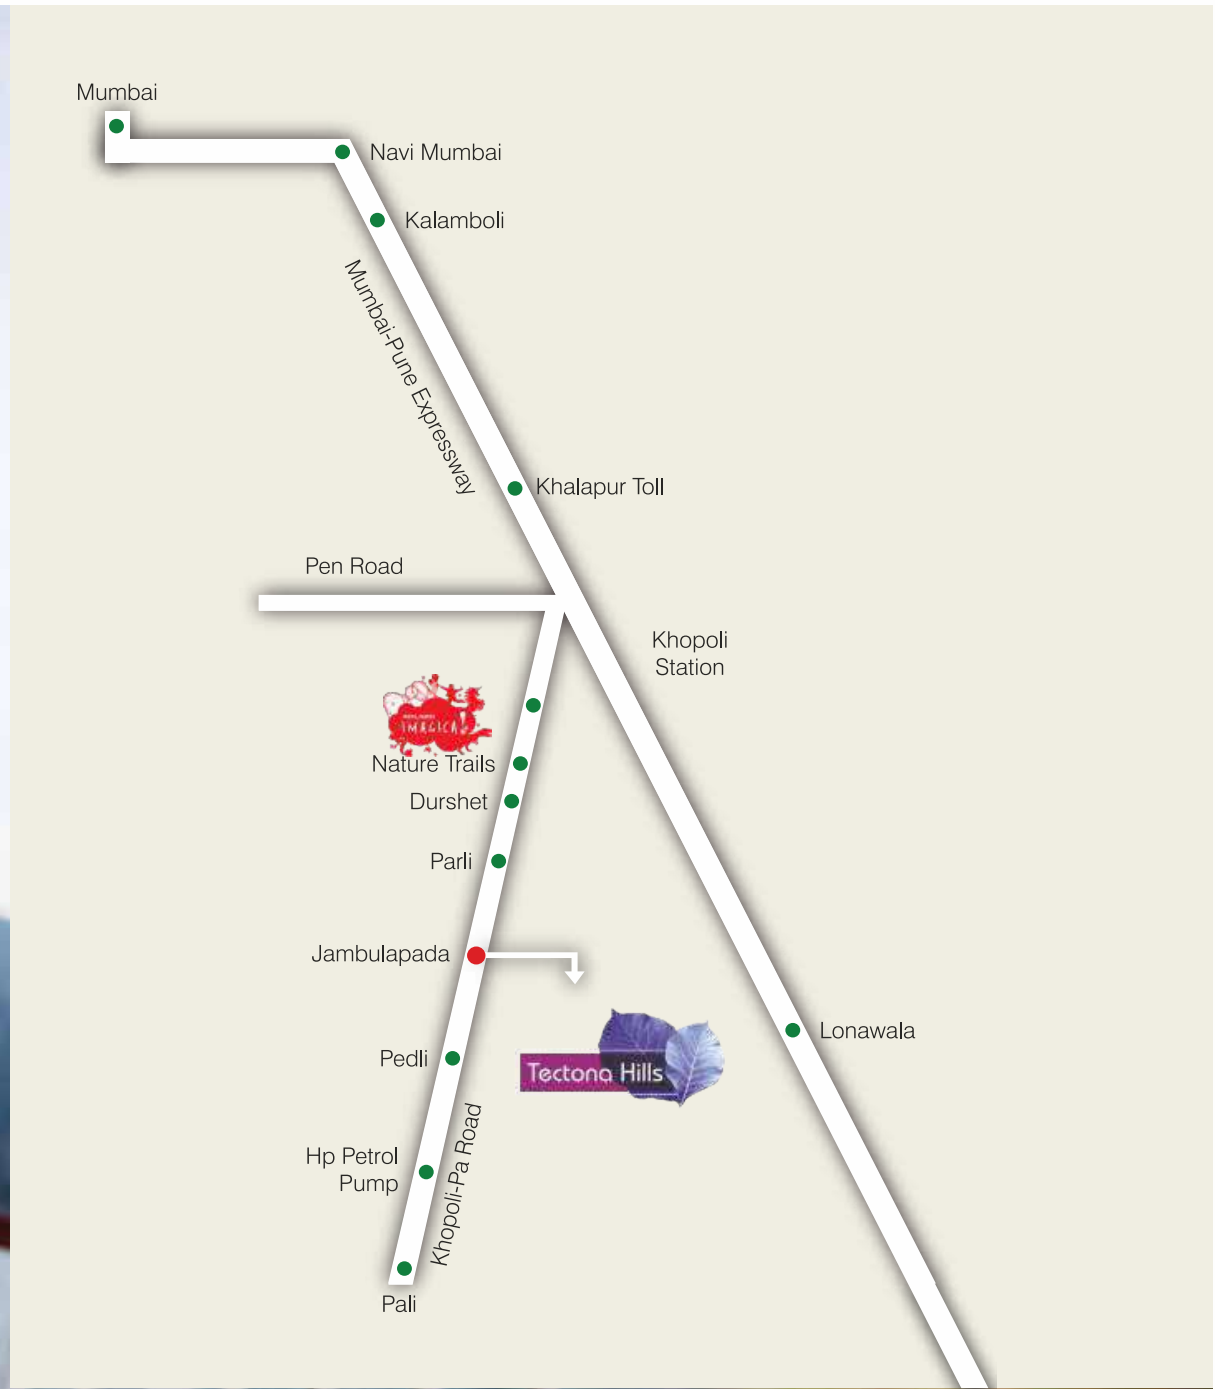 Mumbai
Navi Mumbai
Kalamboli
Mumbai-Pune Expressway
Khalapur Toll
Pen Road
Khopoli
Station
IMAGICA!
Nature Trails
Durshet
Parli
Jambulapada
Lonawala
Pedli
Tectona Hills
Hp Petrol
Pump
Khopoli-Pa Road
Pali